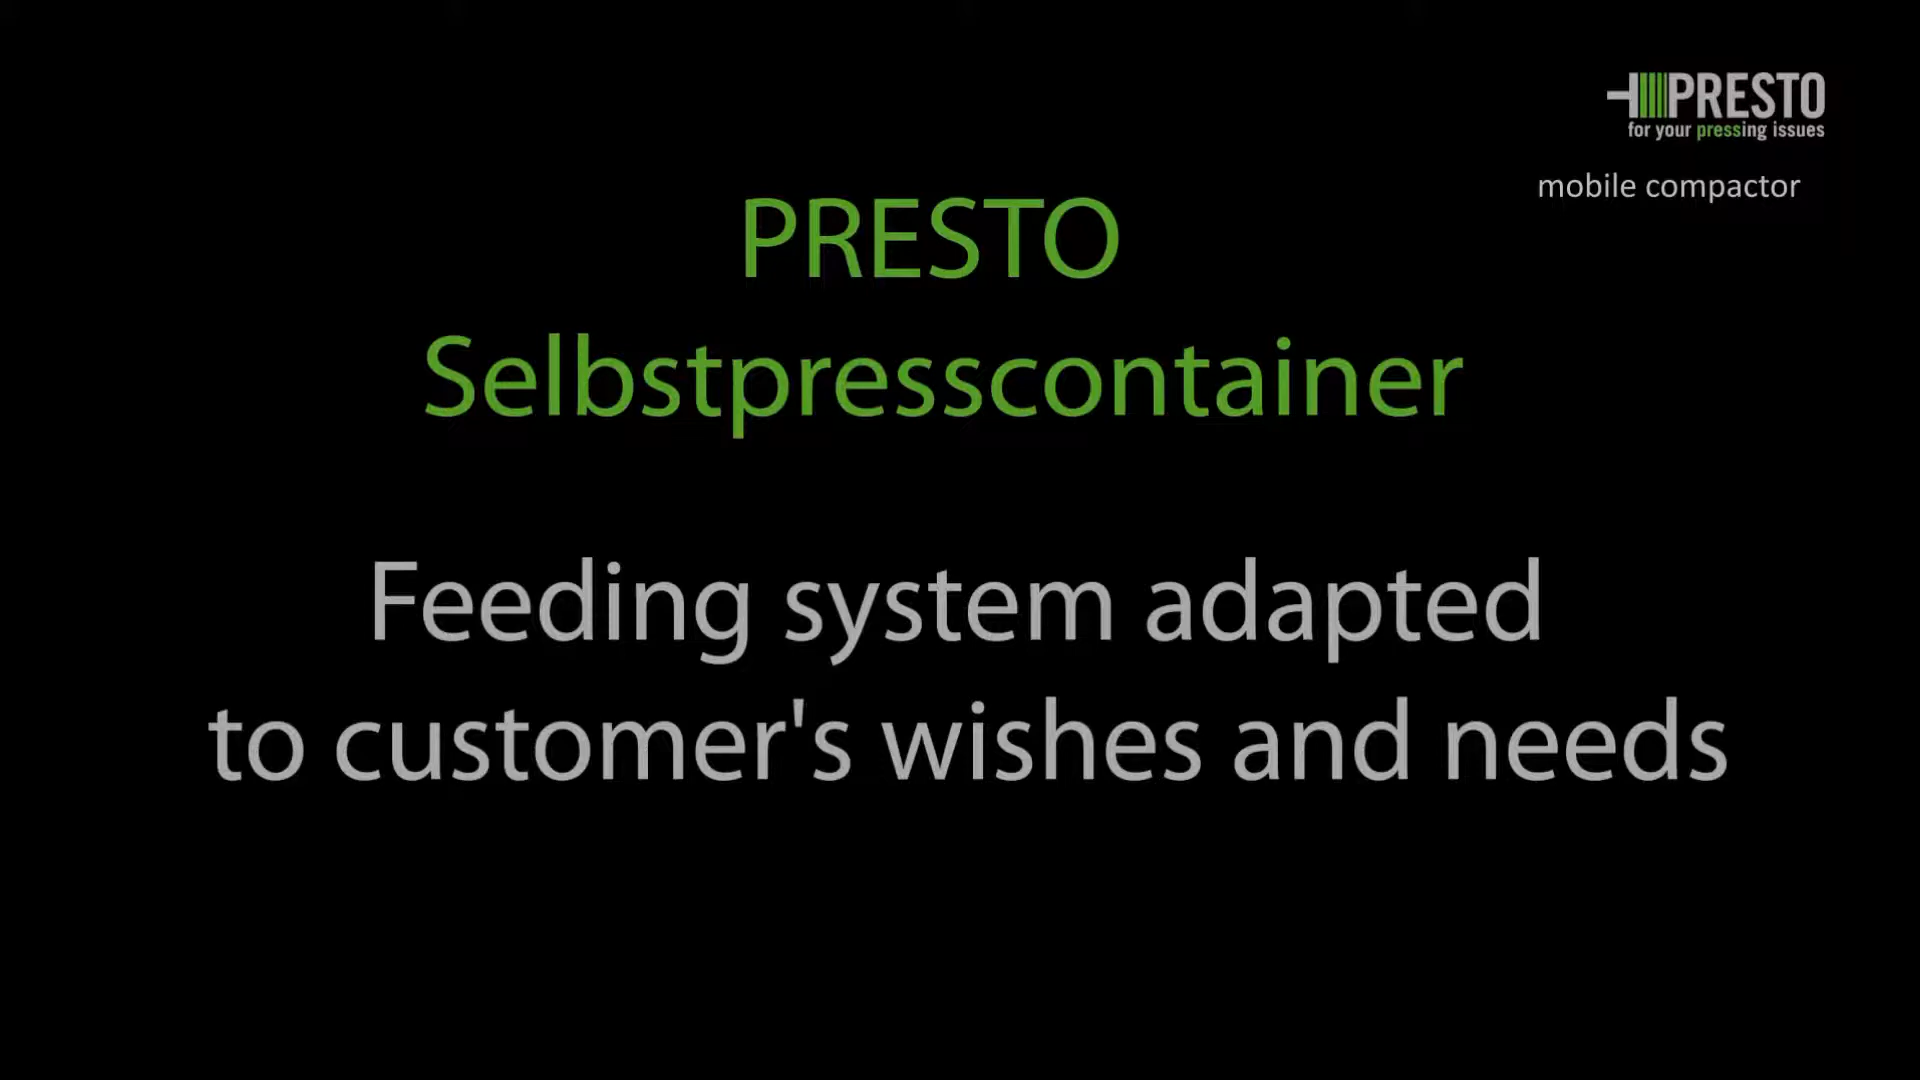 PRESTO
for your pressing issues
mobile compactor
PRESTO
Selbstpresscontainer
Feeding system adapted
to customer's wishes and needs